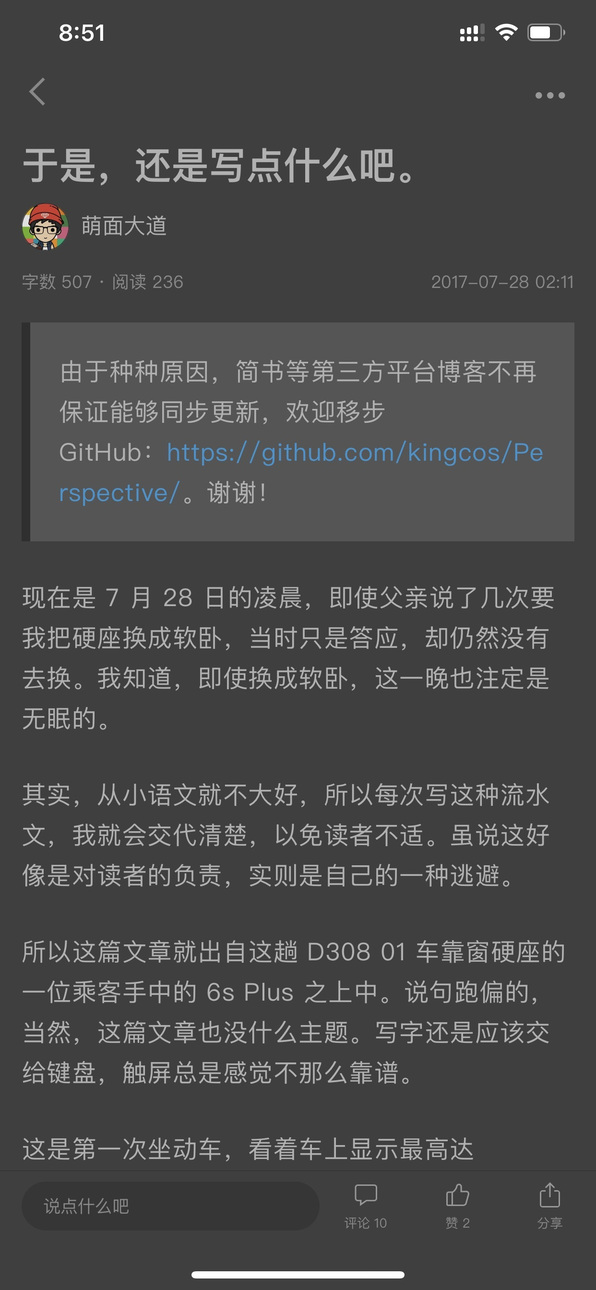 8:51
于是，还是写点什么吧。
萌面大道
字数 507 · 阅读 236
2017-07-28 02:11
由于种种原因，简书等第三方平台博客不再
保证能够同步更新，欢迎移步
GitHub：https://github.com/kingcos/Pe
rspective/。谢谢！
现在是 7 月 28 日的凌晨，即使父亲说了几次要
我把硬座换成软卧，当时只是答应，却仍然没有
去换。我知道，即使换成软卧，这一晚也注定是
无眠的。
其实，从小语文就不大好，所以每次写这种流水
文，我就会交代清楚，以免读者不适。虽说这好
像是对读者的负责，实则是自己的一种逃避。
所以这篇文章就出自这趟 D308 01 车靠窗硬座的
一位乘客手中的 6s Plus 之上中。说句跑偏的，
当然，这篇文章也没什么主题。写字还是应该交
给键盘，触屏总是感觉不那么靠谱。
这是第一次坐动车，看着车上显示最高达
说点什么吧
评论 10
赞 2
分享